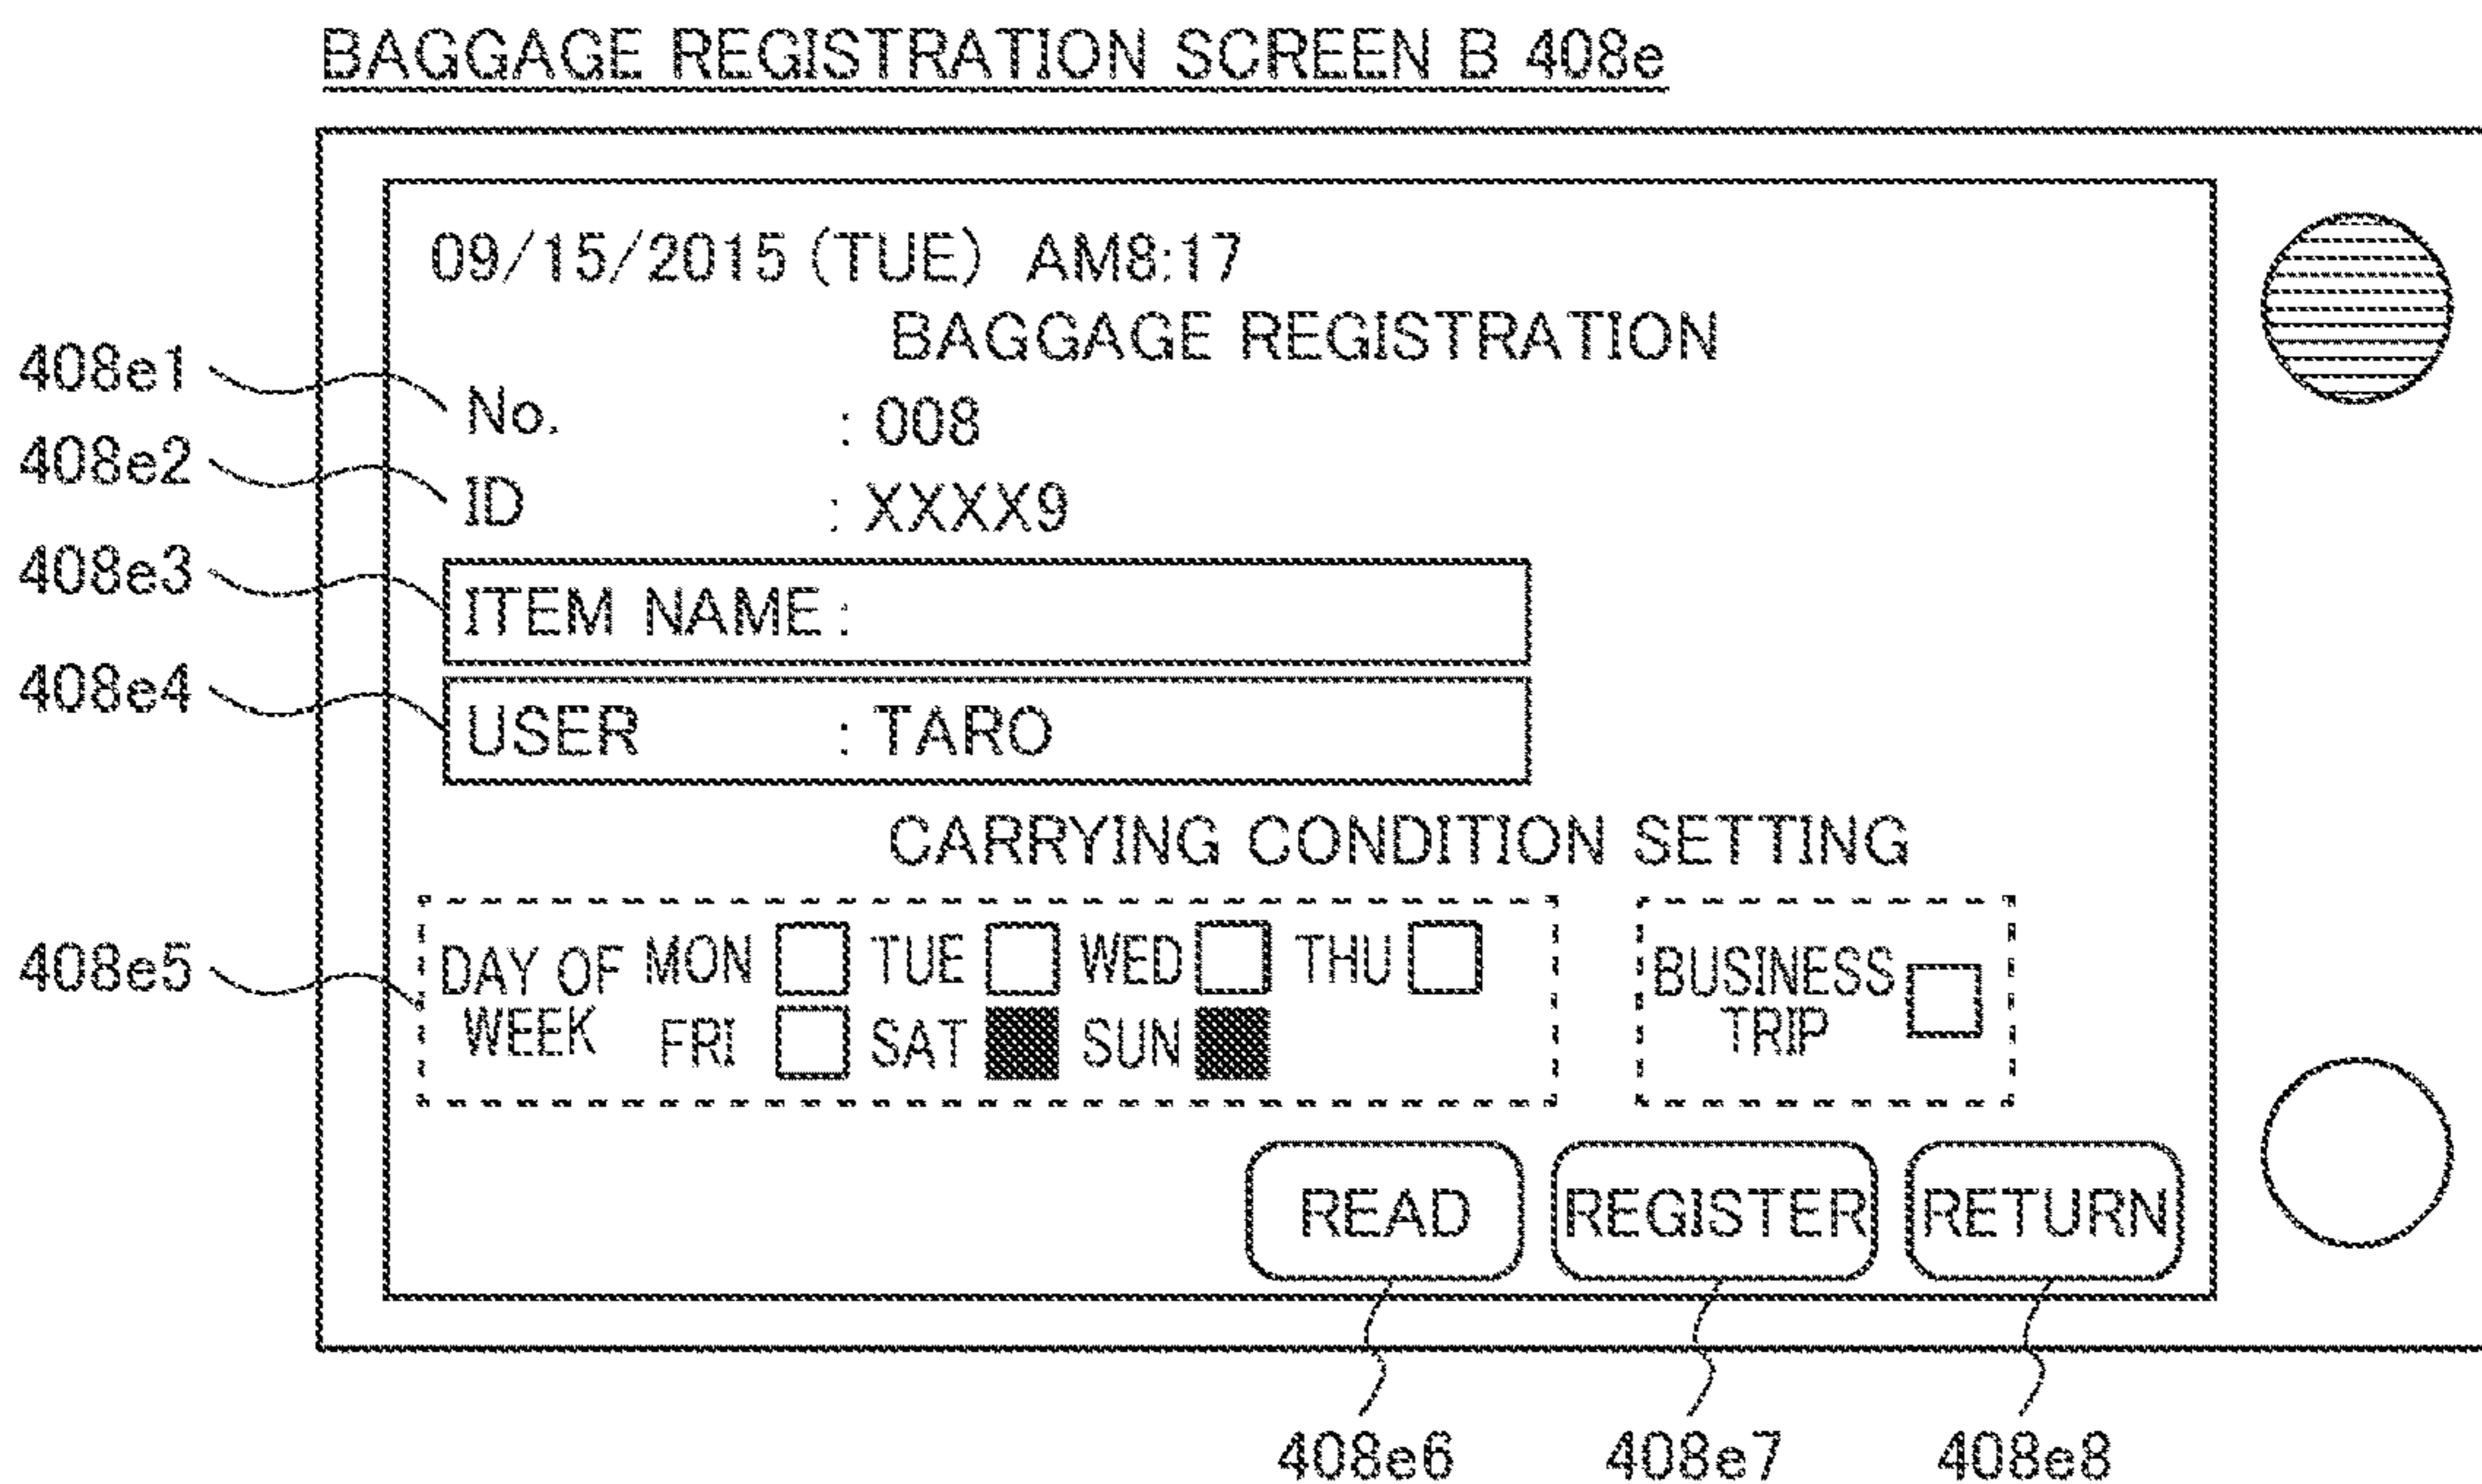 BAGGAGE REGISTRATION SCREEN B 408e
09/15/2015 (TUE) AM8:17
BAGGAGE REGISTRATION
408e1
No. : 008
408e2
ID : XXXX9
408e3
ITEM NAME :
408e4
USER : TARO
CARRYING CONDITION SETTING
408e5
DAY OF WEEK
MON TUE WED THU
FRI SAT SUN
BUSINESS
TRIP
READ REGISTER RETURN
408e6 408e7 408e8